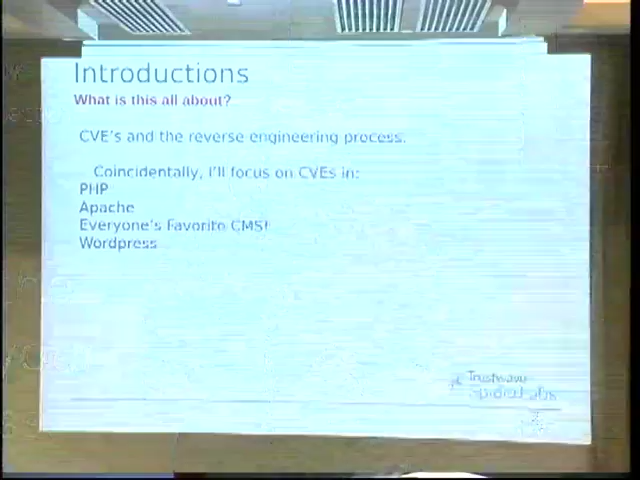 Introductions
What is this all about?
CVE's and the reverse engineering process.
Coincidentally, I'll focus on CVEs in:
PHP
Apache
Everyone's Favorite CMS!
Wordpress
Trustwave
SpiderLabs